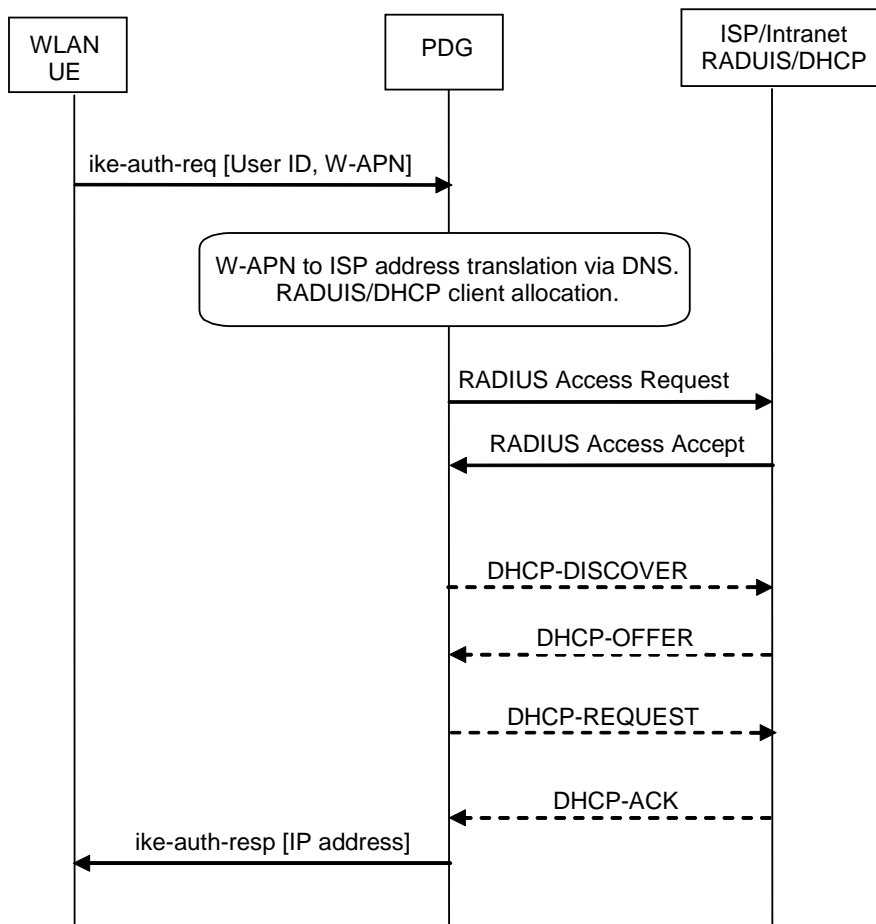 WLAN
UE
PDG
ISP/Intranet
RADUIS/DHCP
ike-auth-req [User ID, W-APN]
W-APN to ISP address translation via DNS.
RADUIS/DHCP client allocation.
RADIUS Access Request
RADIUS Access Accept
DHCP-DISCOVER
DHCP-OFFER
DHCP-REQUEST
DHCP-ACK
ike-auth-resp [IP address]